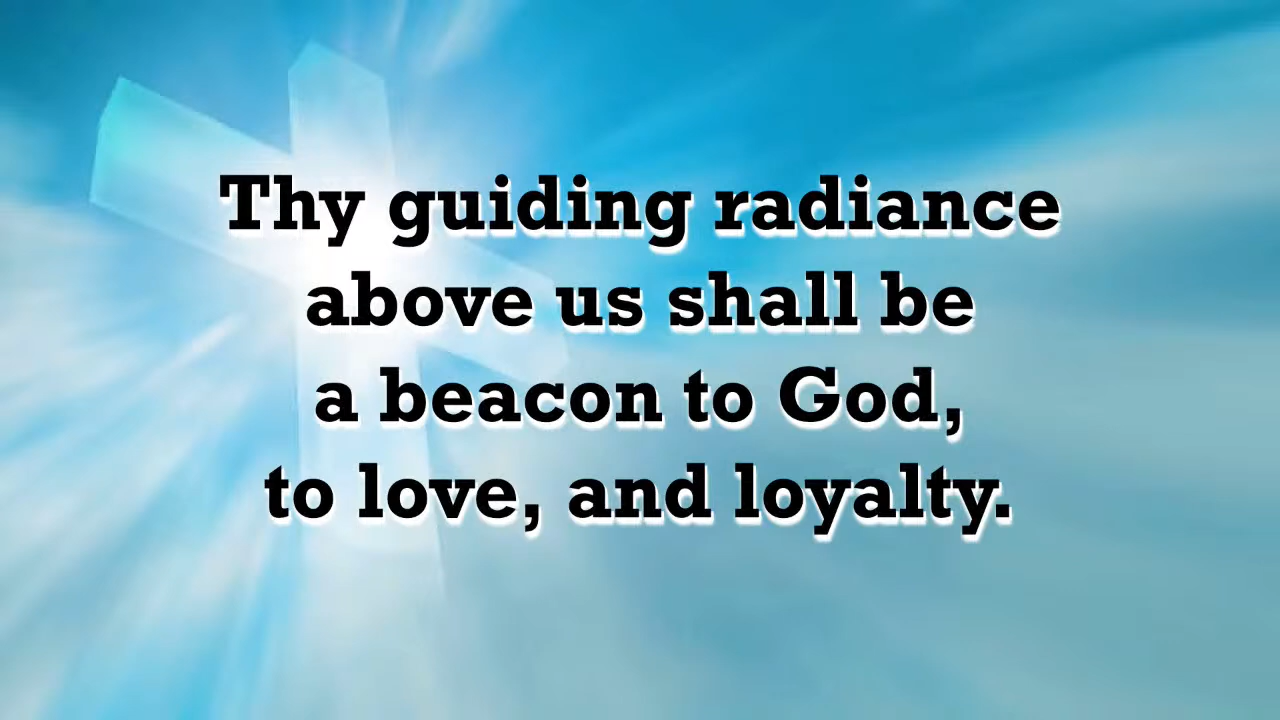 Thy guiding radiance
above us shall be
a beacon to God,
to love, and loyalty.